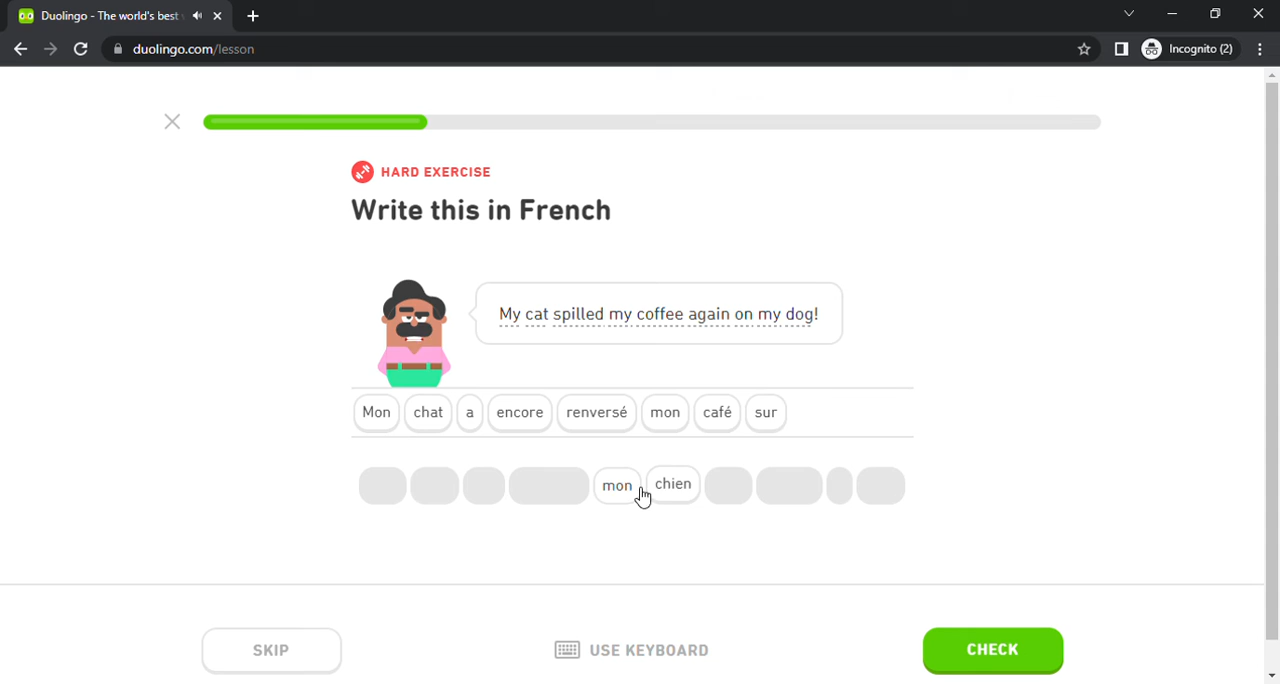 Duolingo - The world's best
duolingo.com/lesson
Incognito (2)
HARD EXERCISE
Write this in French
My cat spilled my coffee again on my dog!
Mon chat a encore renversé mon café sur
mon chien
SKIP
USE KEYBOARD
CHECK